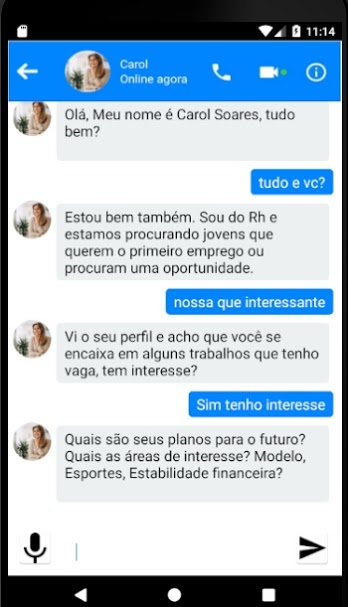 11:14
Carol
Online agora
Olá, Meu nome é Carol Soares, tudo
bem?
tudo e vc?
Estou bem também. Sou do Rh e
estamos procurando jovens que
querem o primeiro emprego ou
procuram uma oportunidade.
nossa que interessante
Vi o seu perfil e acho que você se
encaixa em alguns trabalhos que tenho
vaga, tem interesse?
Sim tenho interesse
Quais são seus planos para o futuro?
Quais as áreas de interesse? Modelo,
Esportes, Estabilidade financeira?